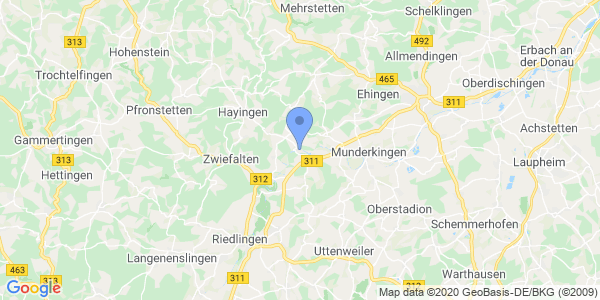 Mehrstetten
Schelklingen
313
492
Hohenstein
Allmendingen
Erbach an
der Donau
Trochtelfingen
465
Oberdischingen
Ehingen
311
Pfronstetten
Hayingen
Achstetten
Gammertingen
313
Zwiefalten
311
Munderkingen
Laupheim
Hettingen
312
Oberstadion
Schemmerhofen
Riedlingen
Langenenslingen
Uttenweiler
463
313
311
312
Warthausen
Google
Map data ©2020 GeoBasis-DE/BKG (©2009)